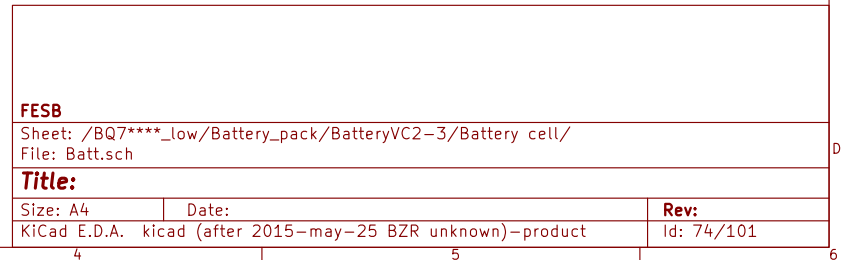 FESB
Sheet: /BQ7****_low/Battery_pack/BatteryVC2-3/Battery cell/
File: Batt.sch
D
Title:
Size: A4 Date: Rev:
KiCad E.D.A. kicad (after 2015-may-25 BZR unknown)-product Id: 74/101
4 5 6